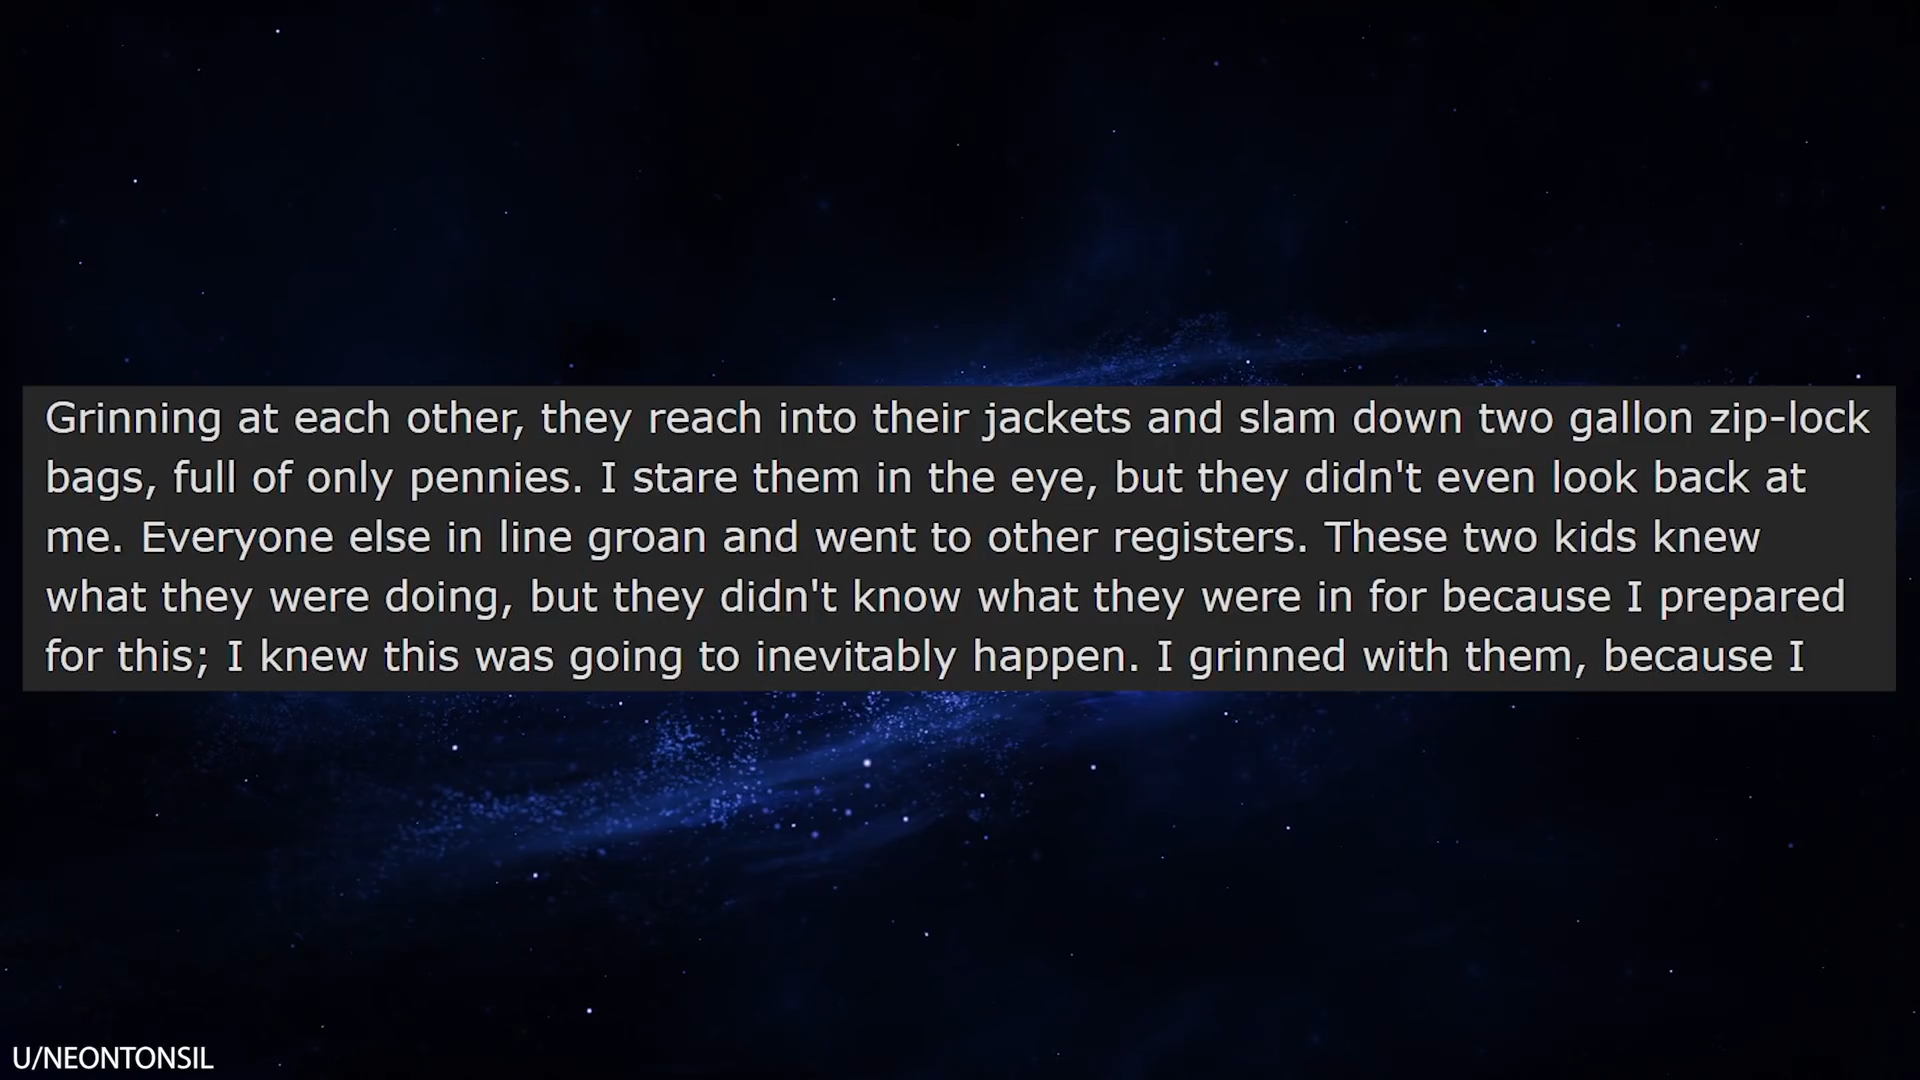 Grinning at each other, they reach into their jackets and slam down two gallon zip-lock
bags, full of only pennies. I stare them in the eye, but they didn't even look back at
me. Everyone else in line groan and went to other registers. These two kids knew
what they were doing, but they didn't know what they were in for because I prepared
for this; I knew this was going to inevitably happen. I grinned with them, because I
U/NEONTONSIL